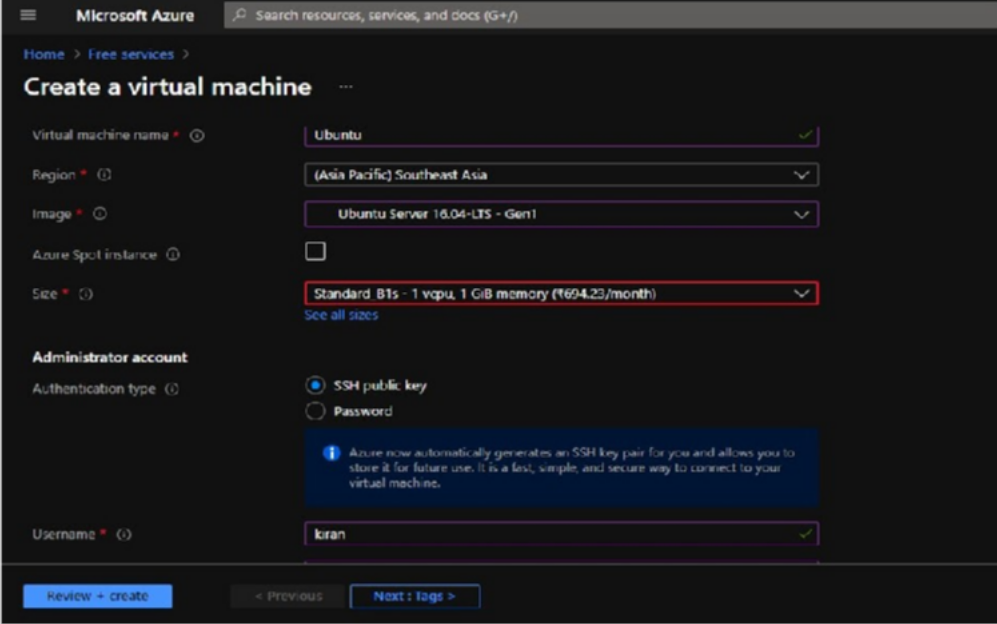 Microsoft Azure
Search resources, services, and docs (G+/)
Home > Free services >
Create a virtual machine ...
Virtual machine name * Ubuntu
Region * (Asia Pacific) Southeast Asia
Image * Ubuntu Server 16.04-LTS - Gen1
Azure Spot instance
Size * Standard_B1s - 1 vcpu, 1 GiB memory (₹694.23/month)
See all sizes
Administrator account
Authentication type
SSH public key
Password
Azure now automatically generates an SSH key pair for you and allows you to
store it for future use. It is a fast, simple, and secure way to connect to your
virtual machine.
Username * kiran
Review + create < Previous Next : Tags >